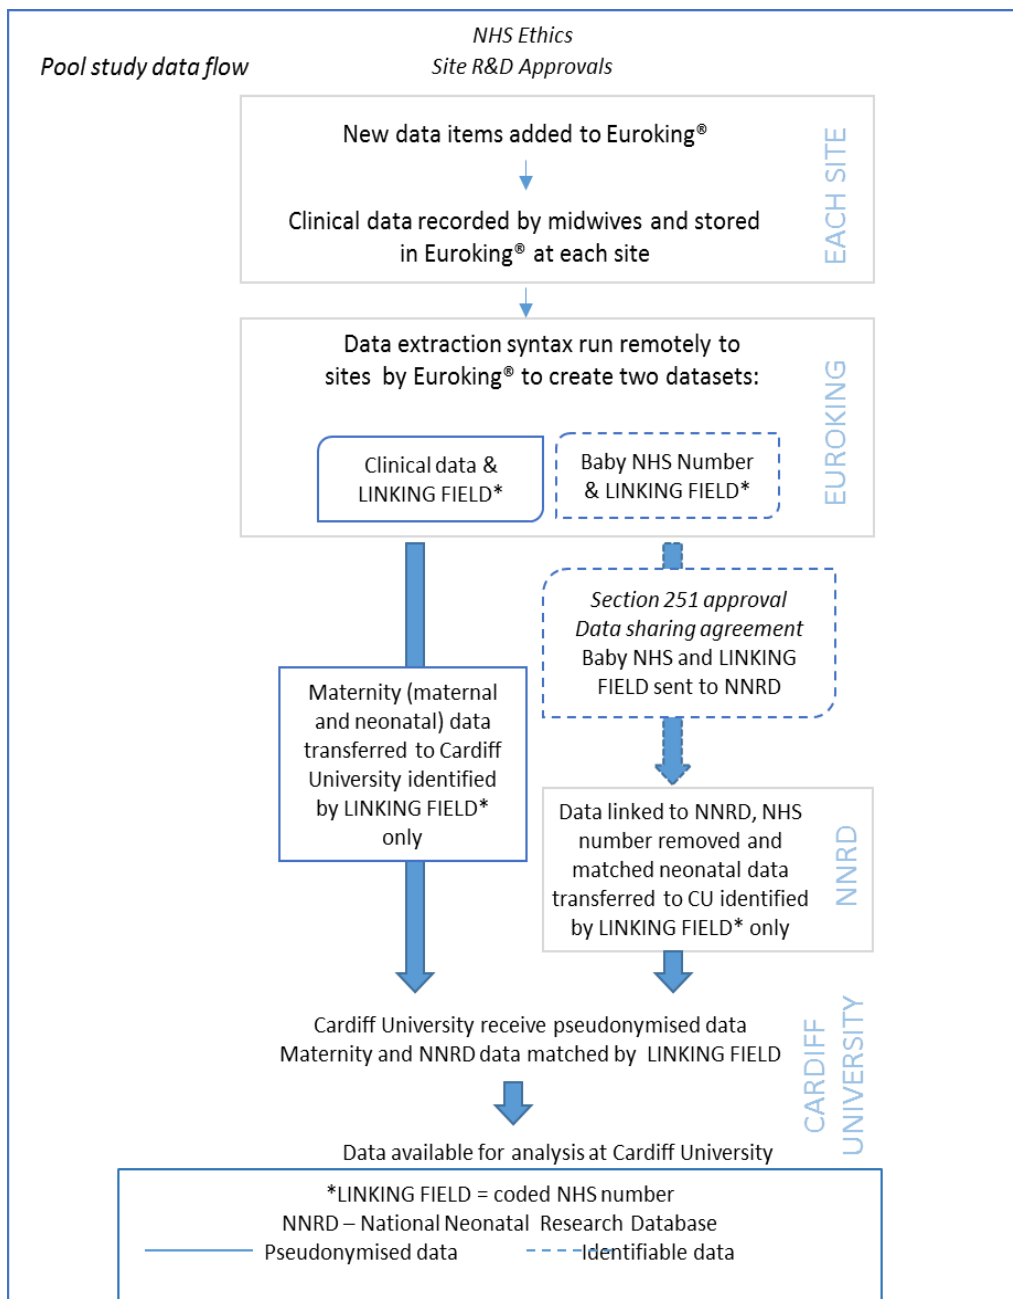 NHS Ethics
Pool study data flow
Site R&D Approvals
New data items added to Euroking®
Clinical data recorded by midwives and stored
in Euroking® at each site
EACH SITE
Data extraction syntax run remotely to
sites by Euroking® to create two datasets:
Clinical data &
LINKING FIELD*
Baby NHS Number
& LINKING FIELD*
EUROKING
Section 251 approval
Data sharing agreement
Baby NHS and LINKING
FIELD sent to NNRD
Maternity (maternal
and neonatal) data
transferred to Cardiff
University identified
by LINKING FIELD*
only
Data linked to NNRD, NHS
number removed and
matched neonatal data
transferred to CU identified
by LINKING FIELD* only
NNRD
Cardiff University receive pseudonymised data
Maternity and NNRD data matched by LINKING FIELD
CARDIFF
UNIVERSITY
Data available for analysis at Cardiff University
*LINKING FIELD = coded NHS number
NNRD – National Neonatal Research Database
Pseudonymised data
Identifiable data